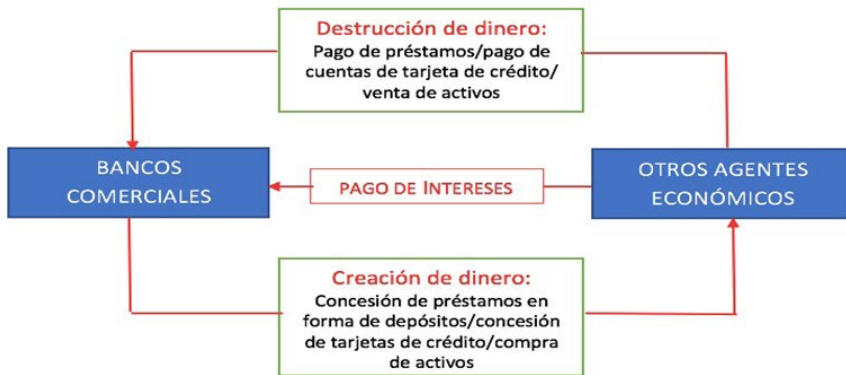 Destrucción de dinero:
Pago de préstamos/pago de
cuentas de tarjeta de crédito/
venta de activos
BANCOS
COMERCIALES
PAGO DE INTERESES
OTROS AGENTES
ECONÓMICOS
Creación de dinero:
Concesión de préstamos en
forma de depósitos/concesión
de tarjetas de crédito/compra
de activos